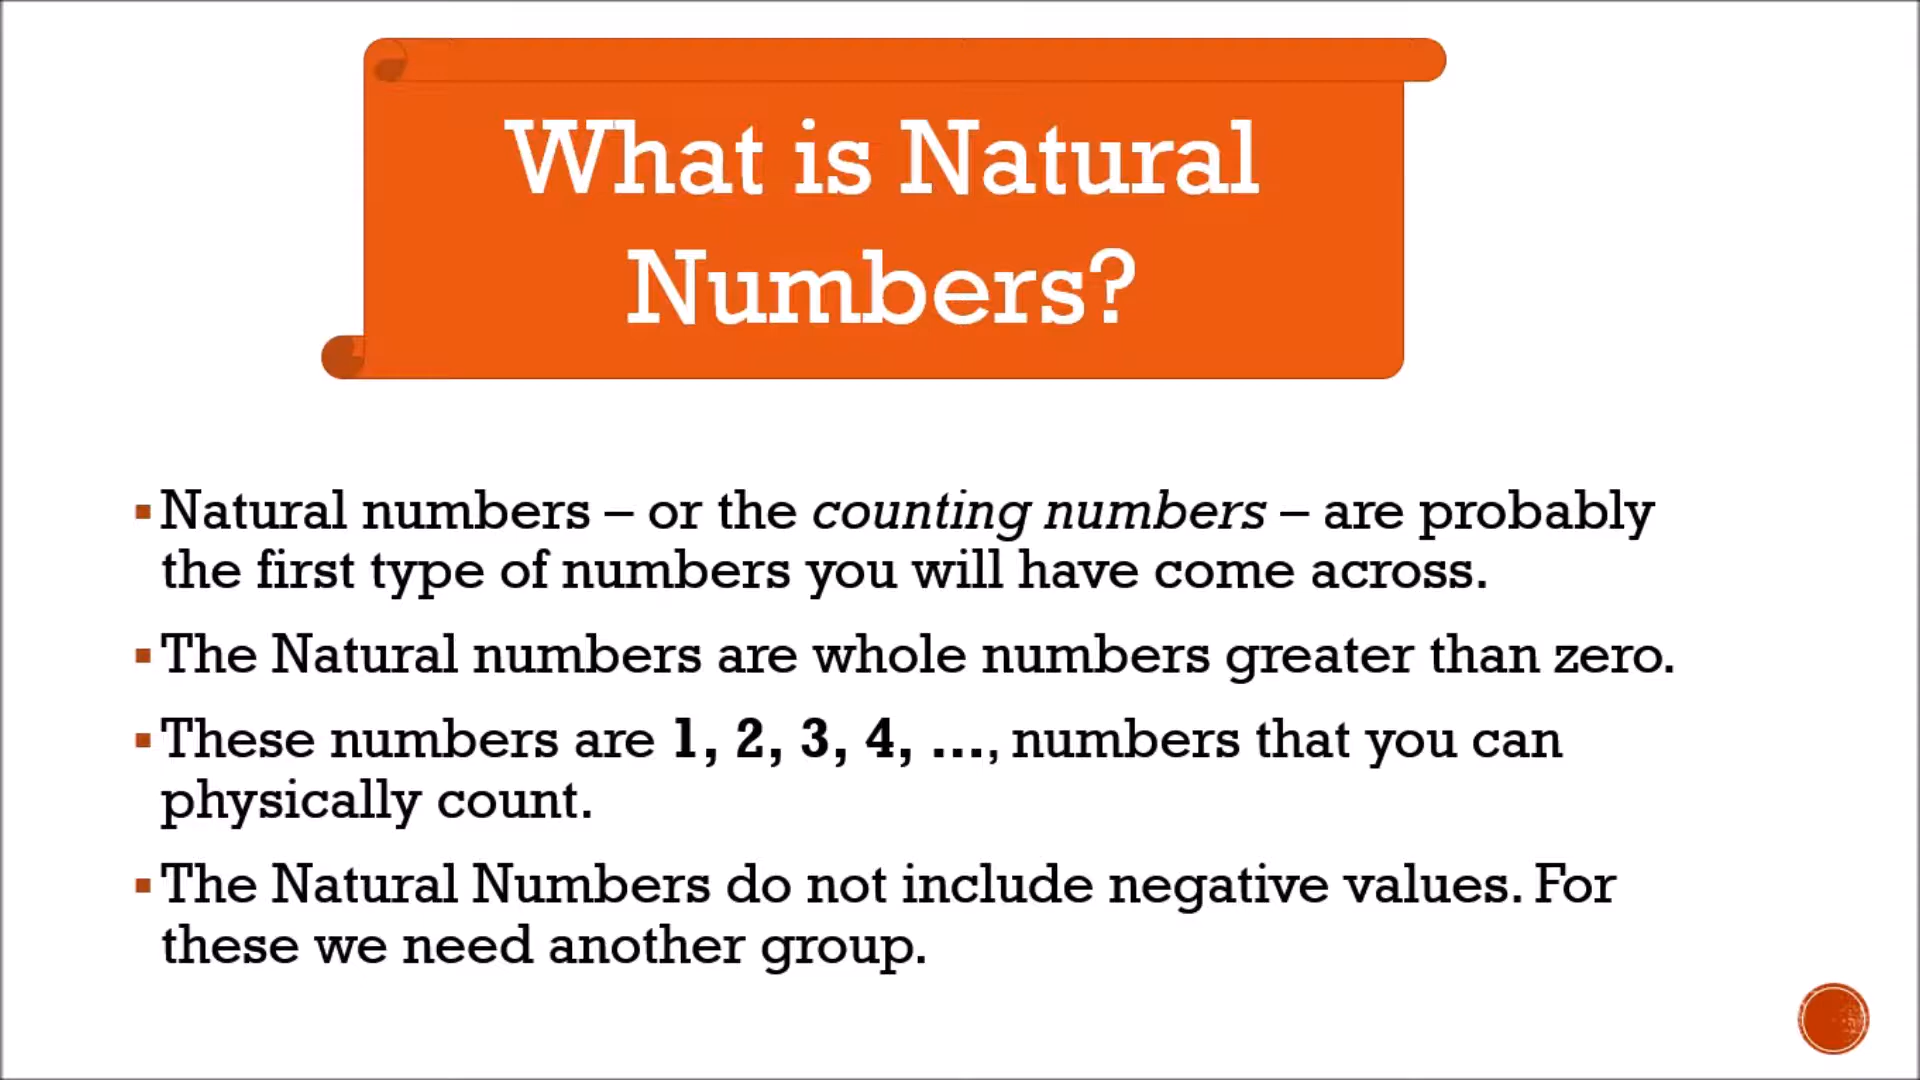 What is Natural
Numbers?
▪Natural numbers – or the counting numbers – are probably
the first type of numbers you will have come across.
▪The Natural numbers are whole numbers greater than zero.
▪These numbers are 1, 2, 3, 4, …, numbers that you can
physically count.
▪The Natural Numbers do not include negative values. For
these we need another group.